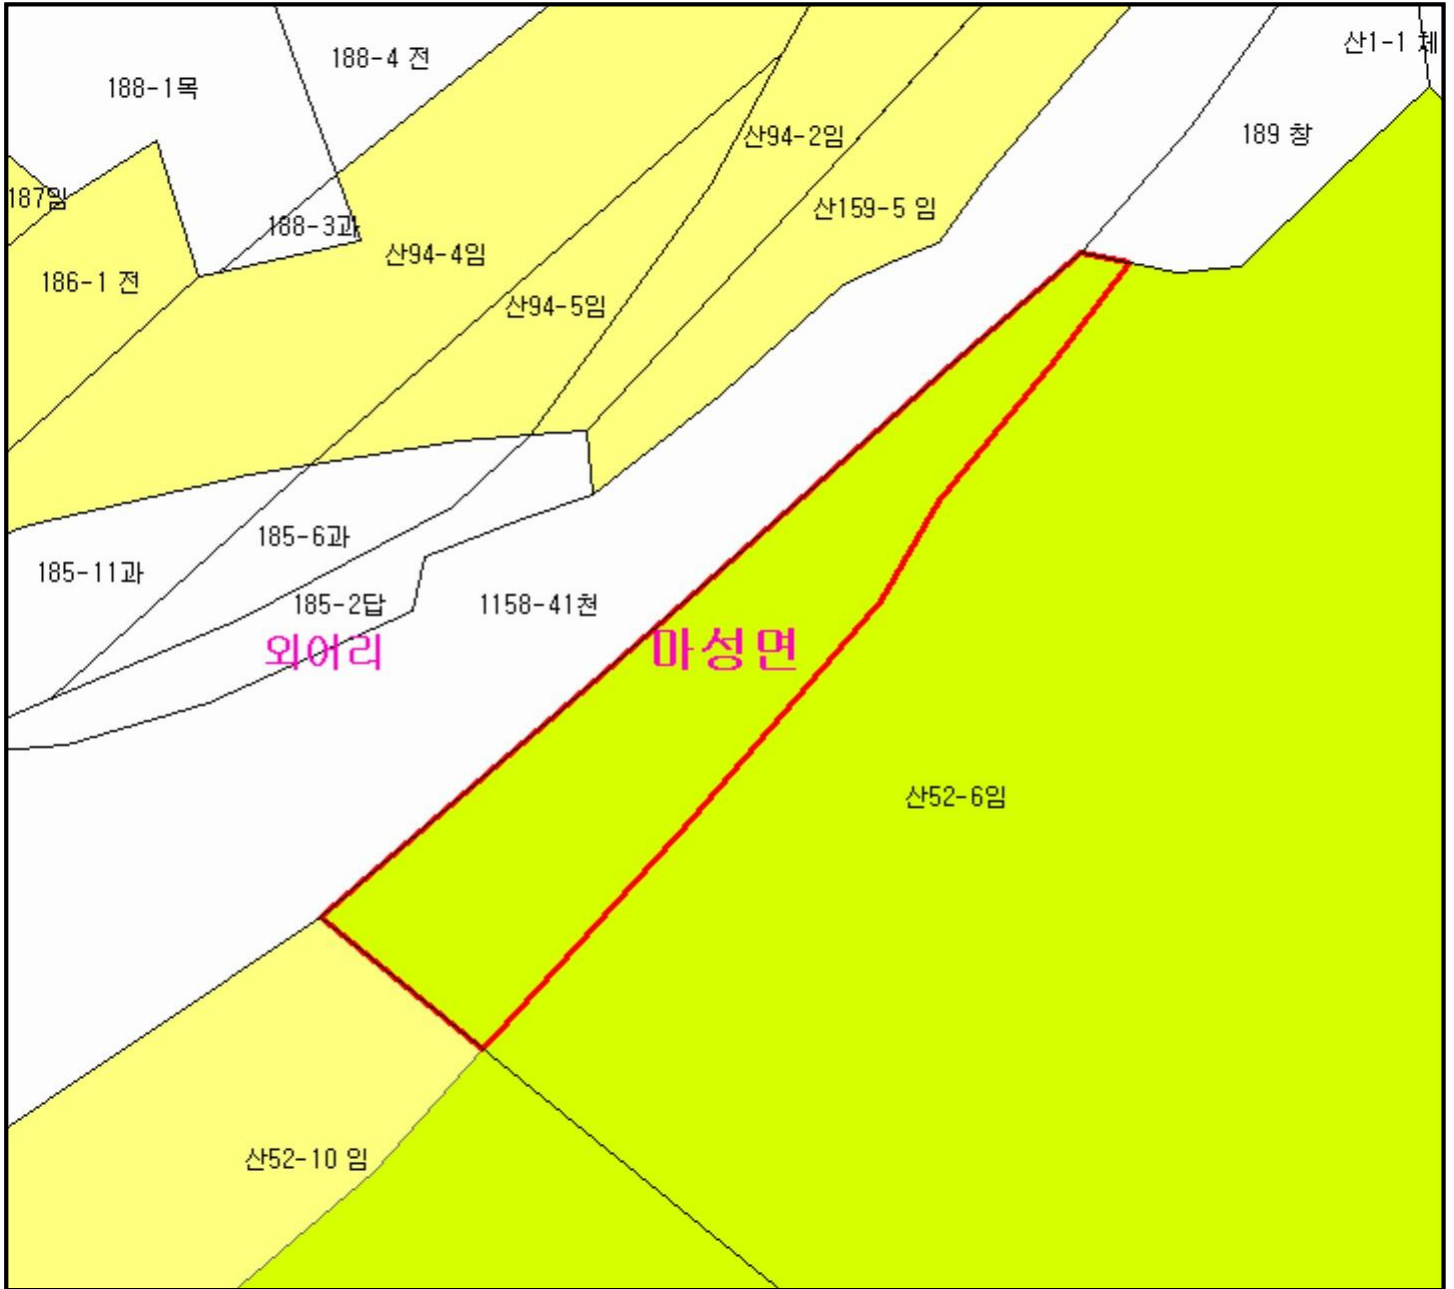 산1-1 체
188-4 전
188-1목
산94-2임
189 창
187임
산159-5 임
188-3과
산94-4임
186-1 전
산94-5임
185-6과
185-11과
185-2답
1158-41천
외어리
마성면
산52-6임
산52-10 임